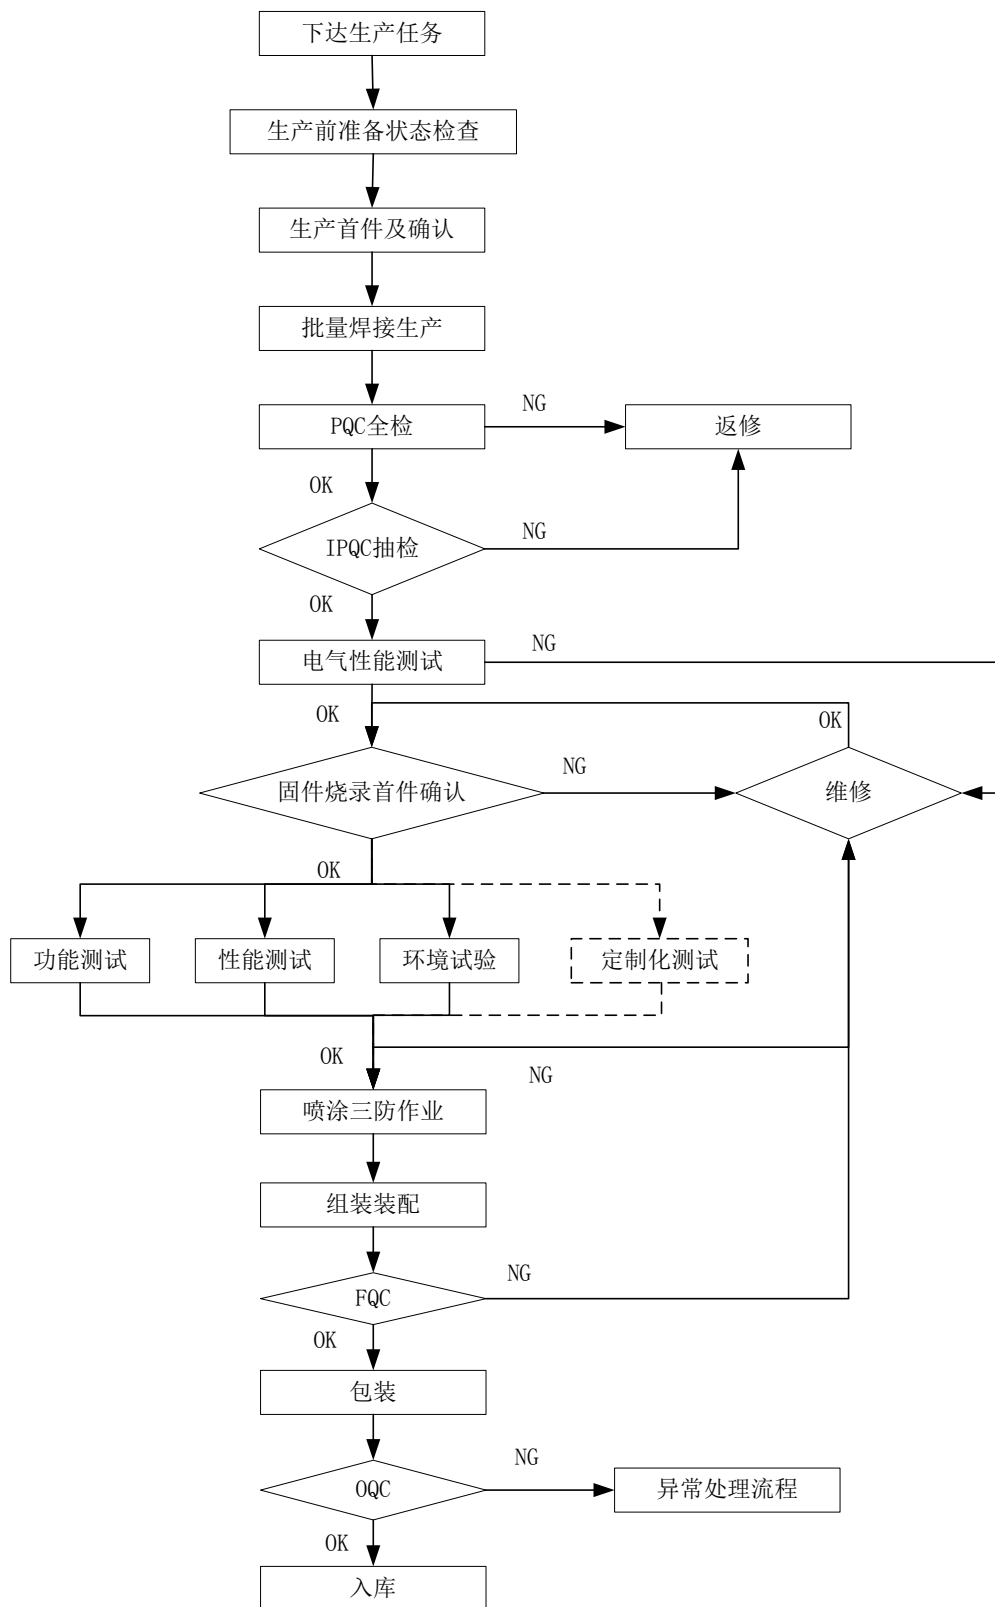 下达生产任务
生产前准备状态检查
生产首件及确认
批量焊接生产
NG
PQC全检
返修
OK
IPQC抽检
NG
OK
电气性能测试
NG
OK
OK
固件烧录首件确认
NG
维修
OK
功能测试
性能测试
环境试验
定制化测试
OK
NG
喷涂三防作业
组装装配
NG
FQC
OK
包装
NG
OQC
异常处理流程
OK
入库